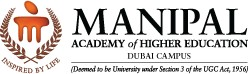 MANIPAL
ACADEMY of HIGHER EDUCATION
DUBAI CAMPUS
(Deemed to be University under Section 3 of the UGC Act, 1956)
INSPIRED BY LIFE